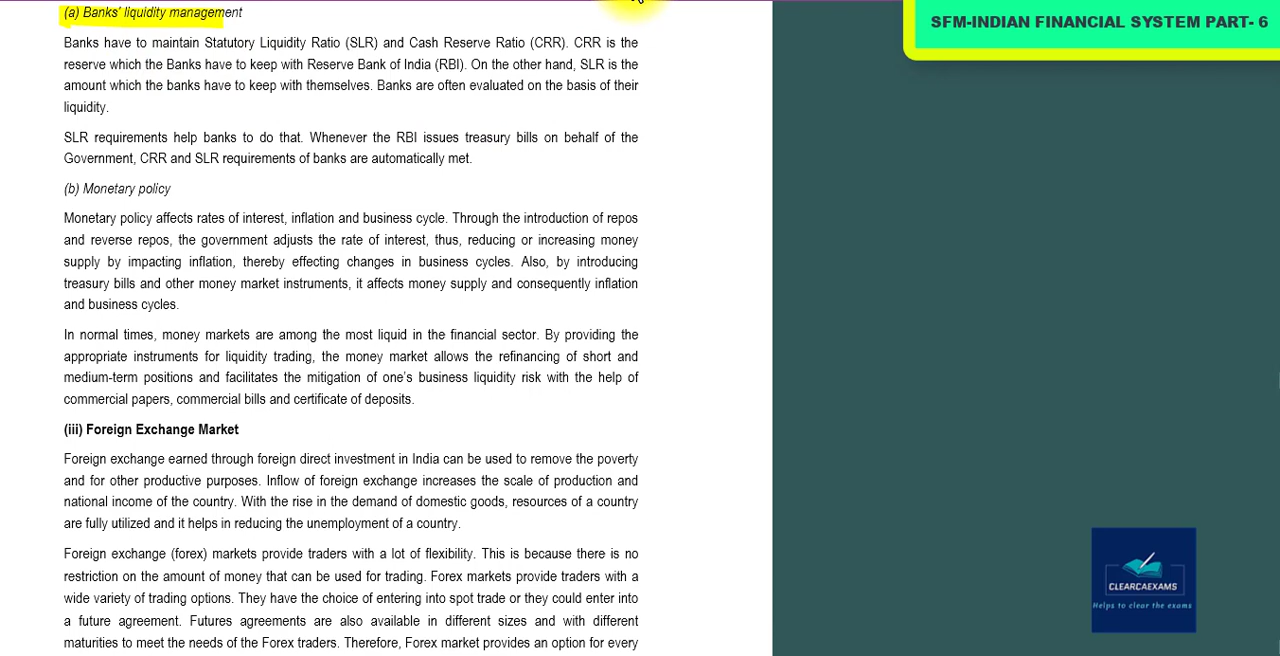 (a) Banks' liquidity management
SFM-INDIAN FINANCIAL SYSTEM PART- 6
Banks have to maintain Statutory Liquidity Ratio (SLR) and Cash Reserve Ratio (CRR). CRR is the
reserve which the Banks have to keep with Reserve Bank of India (RBI). On the other hand, SLR is the
amount which the banks have to keep with themselves. Banks are often evaluated on the basis of their
liquidity.
SLR requirements help banks to do that. Whenever the RBI issues treasury bills on behalf of the
Government, CRR and SLR requirements of banks are automatically met.
(b) Monetary policy
Monetary policy affects rates of interest, inflation and business cycle. Through the introduction of repos
and reverse repos, the government adjusts the rate of interest, thus, reducing or increasing money
supply by impacting inflation, thereby effecting changes in business cycles. Also, by introducing
treasury bills and other money market instruments, it affects money supply and consequently inflation
and business cycles.
In normal times, money markets are among the most liquid in the financial sector. By providing the
appropriate instruments for liquidity trading, the money market allows the refinancing of short and
medium-term positions and facilitates the mitigation of one's business liquidity risk with the help of
commercial papers, commercial bills and certificate of deposits.
(iii) Foreign Exchange Market
Foreign exchange earned through foreign direct investment in India can be used to remove the poverty
and for other productive purposes. Inflow of foreign exchange increases the scale of production and
national income of the country. With the rise in the demand of domestic goods, resources of a country
are fully utilized and it helps in reducing the unemployment of a country.
Foreign exchange (forex) markets provide traders with a lot of flexibility. This is because there is no
restriction on the amount of money that can be used for trading. Forex markets provide traders with a
wide variety of trading options. They have the choice of entering into spot trade or they could enter into
a future agreement. Futures agreements are also available in different sizes and with different
maturities to meet the needs of the Forex traders. Therefore, Forex market provides an option for every
CLEARCAEXAMS
Helps to clear the exams